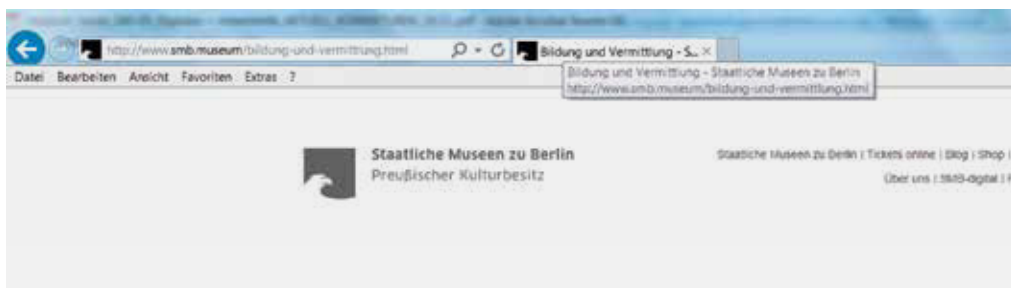 http://www.smb.museum/bildung-und-vermittlung.html
Bildung und Vermittlung - S...
Datei Bearbeiten Ansicht Favoriten Extras ?
Bildung und Vermittlung - Staatliche Museen zu Berlin
http://www.smb.museum/bildung-und-vermittlung.html
Staatliche Museen zu Berlin
Preußischer Kulturbesitz
Staatliche Museen zu Berlin | Tickets online | Blog | Shop |
Über uns | SMB-digital |